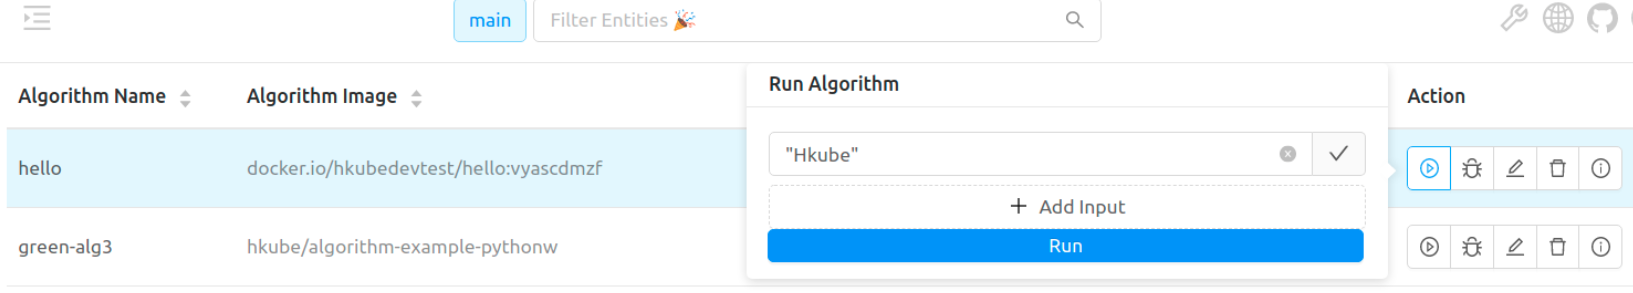 main
Filter Entities 🎉
Algorithm Name
Algorithm Image
Run Algorithm
Action
hello
docker.io/hkubedevtest/hello:vyascdmzf
"Hkube"
+ Add Input
green-alg3
hkube/algorithm-example-pythonw
Run